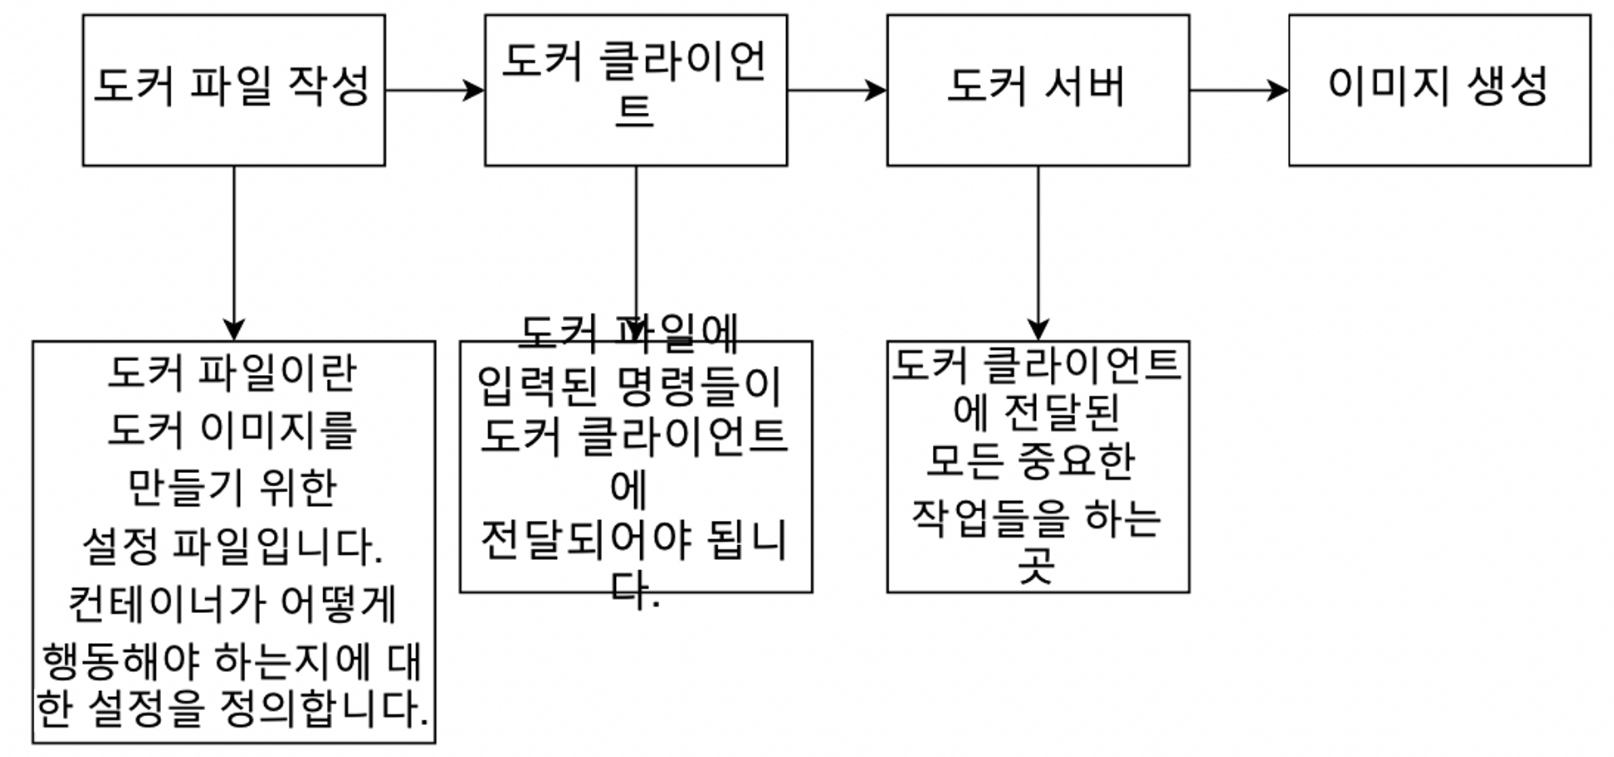 도커 파일 작성
도커 클라이언
트
도커 서버
이미지 생성
도커 파일이란
도커 이미지를
만들기 위한
설정 파일입니다.
컨테이너가 어떻게
행동해야 하는지에 대
한 설정을 정의합니다.
도커 파일에
입력된 명령들이
도커 클라이언트
에
전달되어야 됩니
다.
도커 클라이언트
에 전달된
모든 중요한
작업들을 하는
곳